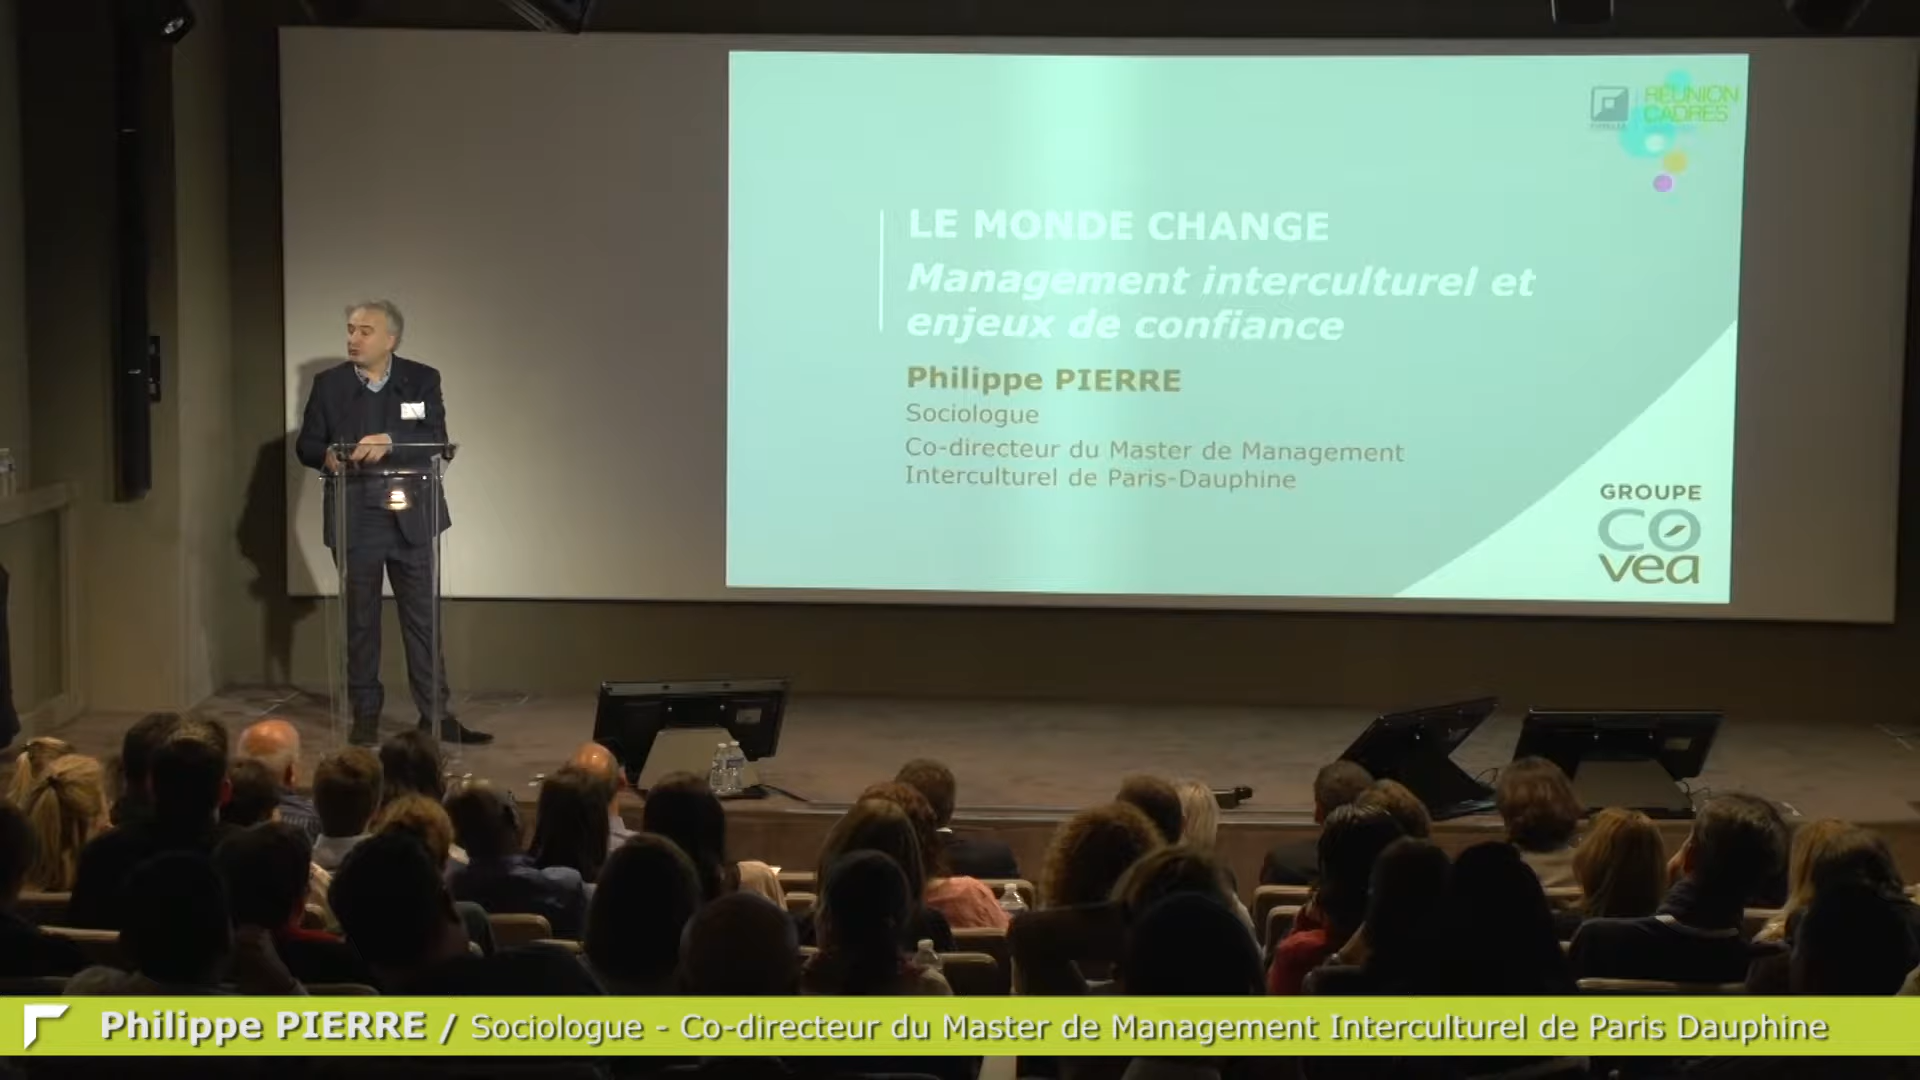 RÉUNION
CADRES
LE MONDE CHANGE
Management interculturel et
enjeux de confiance
Philippe PIERRE
Sociologue
Co-directeur du Master de Management
Interculturel de Paris-Dauphine
GROUPE
COvéa
Philippe PIERRE / Sociologue - Co-directeur du Master de Management Interculturel de Paris Dauphine